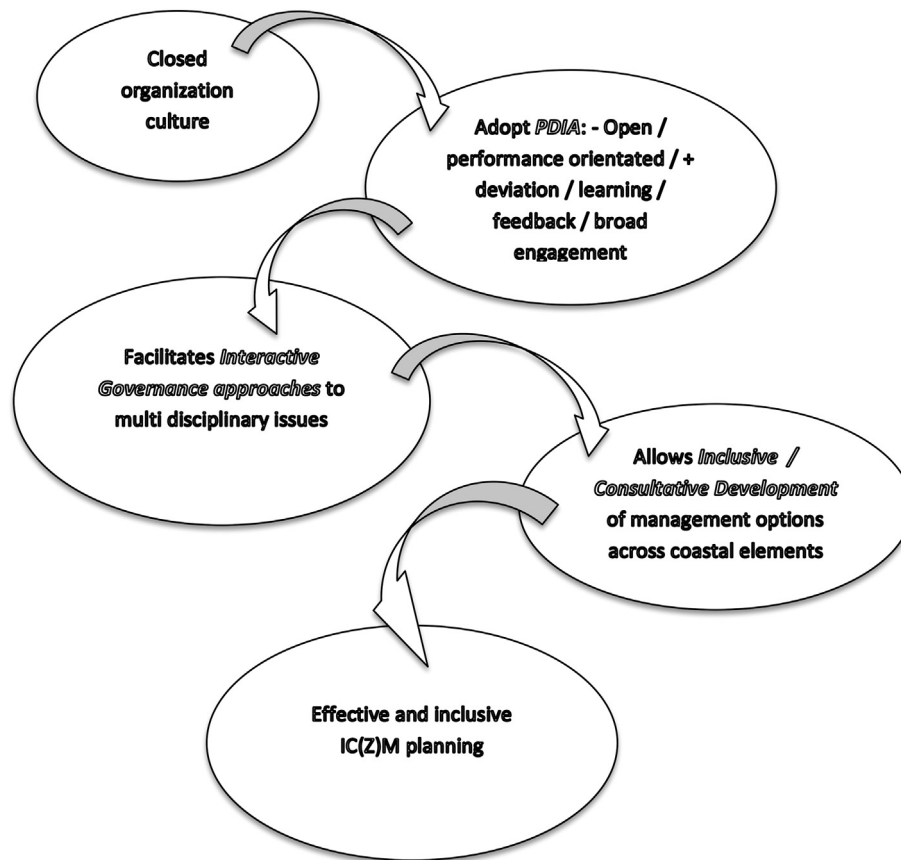 Closed
organization
culture
Adopt PDIA: - Open /
performance orientated / +
deviation / learning /
feedback / broad
engagement
Facilitates Interactive
Governance approaches to
multi disciplinary issues
Allows Inclusive /
Consultative Development
of management options
across coastal elements
Effective and inclusive
IC(Z)M planning